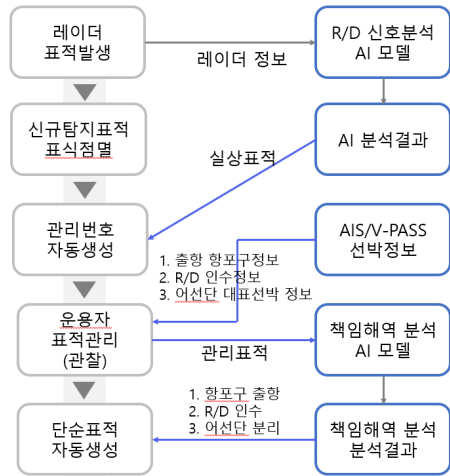 레이더
표적발생
레이더 정보
R/D 신호분석
AI 모델
신규탐지표적
표식점멸
AI 분석결과
실상표적
관리번호
자동생성
AIS/V-PASS
선박정보
1. 출항 항포구정보
2. R/D 인수정보
3. 어선단 대표선박 정보
운용자
표적관리
(관찰)
관리표적
책임해역 분석
AI 모델
1. 항포구 출항
2. R/D 인수
3. 어선단 분리
단순표적
자동생성
책임해역
분석결과